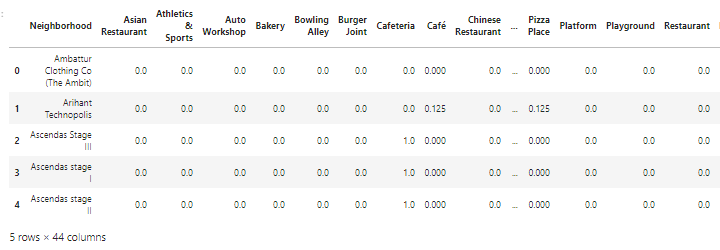 Neighborhood Asian Restaurant Athletics & Sports Auto Workshop Bakery Bowling Alley Burger Joint Cafeteria Café Chinese Restaurant ... Pizza Place Platform Playground Restaurant
0 Ambattur Clothing Co (The Ambit) 0.0 0.0 0.0 0.0 0.0 0.0 0.0 0.000 0.0 ... 0.000 0.0 0.0 0.0
1 Arihant Technopolis 0.0 0.0 0.0 0.0 0.0 0.0 0.0 0.125 0.0 ... 0.125 0.0 0.0 0.0
2 Ascendas Stage III 0.0 0.0 0.0 0.0 0.0 0.0 1.0 0.000 0.0 ... 0.000 0.0 0.0 0.0
3 Ascendas stage I 0.0 0.0 0.0 0.0 0.0 0.0 1.0 0.000 0.0 ... 0.000 0.0 0.0 0.0
4 Ascendas stage II 0.0 0.0 0.0 0.0 0.0 0.0 1.0 0.000 0.0 ... 0.000 0.0 0.0 0.0
5 rows × 44 columns